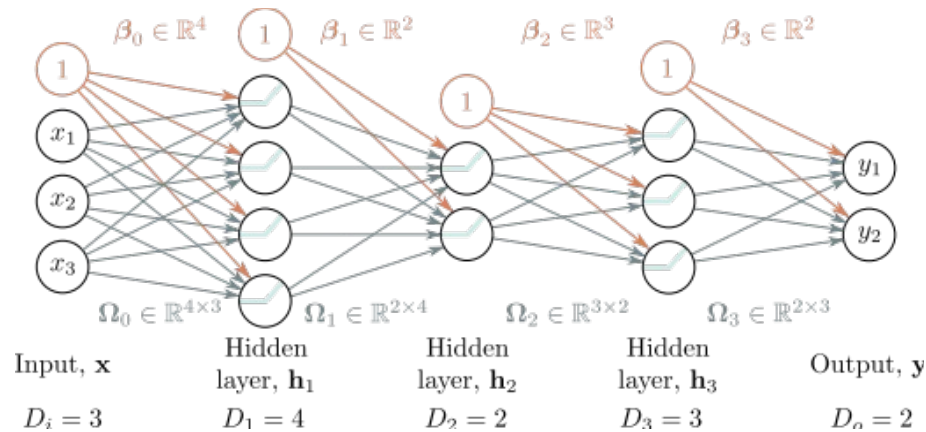 β₀ ∈ ℝ⁴
β₁ ∈ ℝ²
β₂ ∈ ℝ³
β₃ ∈ ℝ²
1
1
1
1
x₁
x₂
x₃
y₁
y₂
Ω₀ ∈ ℝ⁴ˣ³
Ω₁ ∈ ℝ²ˣ⁴
Ω₂ ∈ ℝ³ˣ²
Ω₃ ∈ ℝ²ˣ³
Input, x
Hidden
layer, h₁
Hidden
layer, h₂
Hidden
layer, h₃
Output, y
Dᵢ = 3
D₁ = 4
D₂ = 2
D₃ = 3
Dₒ = 2